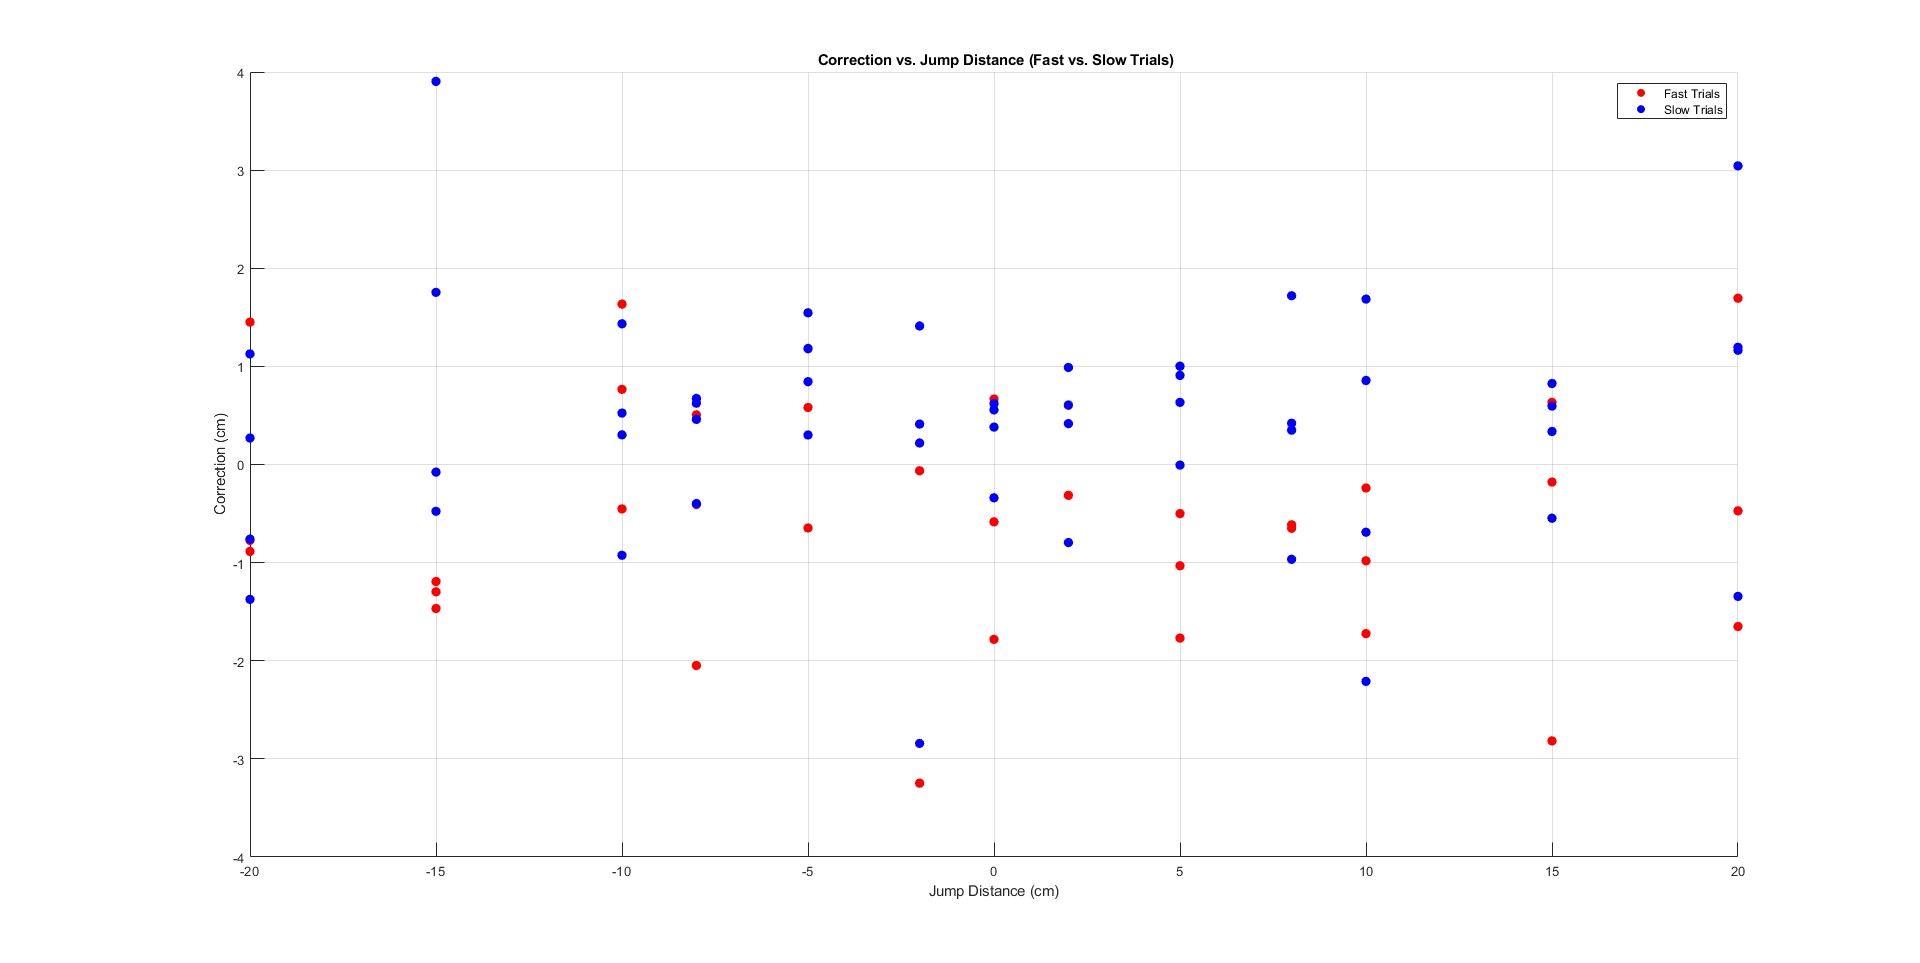 Correction vs. Jump Distance (Fast vs. Slow Trials)
Fast Trials
Slow Trials
4
3
2
1
0
-1
-2
-3
-4
Correction (cm)
-20 -15 -10 -5 0 5 10 15 20
Jump Distance (cm)